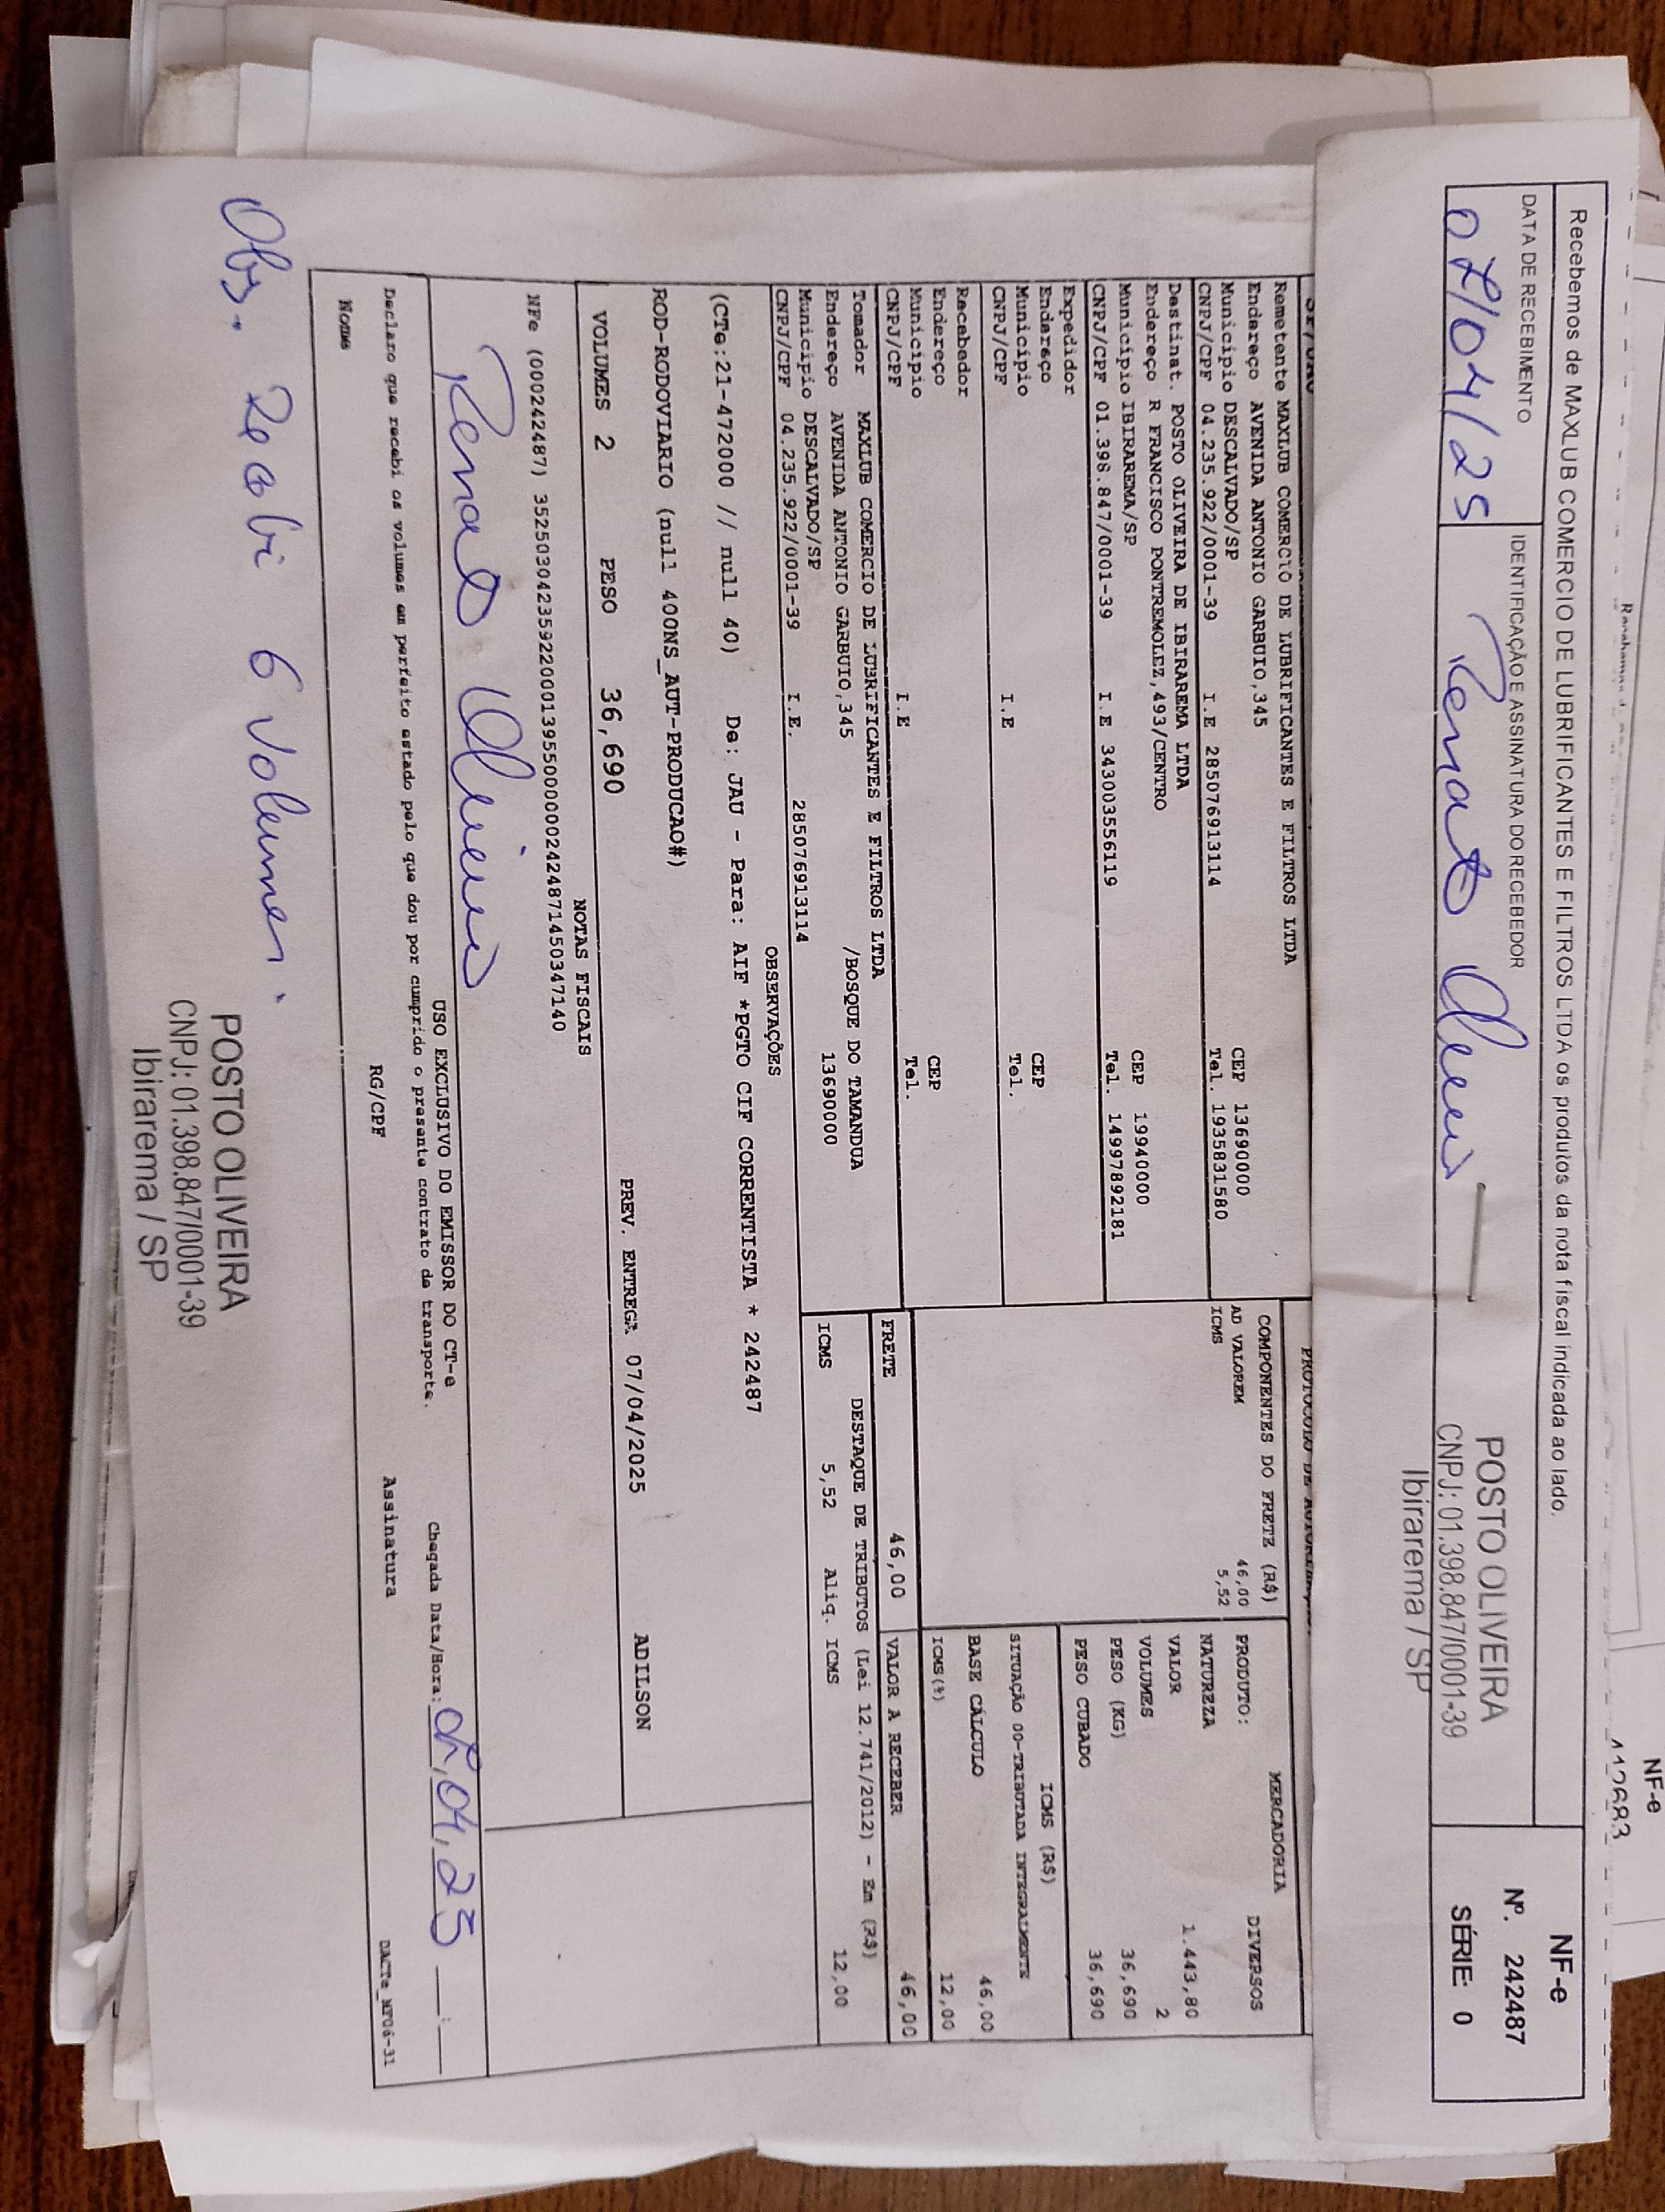 NF-e
Recebemos de MAXLUB COMERCIO DE LUBRIFICANTES E FILTROS LTDA os produtos da nota fiscal indicada ao lado.
NF-e
Nº. 242487
SÉRIE: 0
DATA DE RECEBIMENTO
IDENTIFICAÇÃO E ASSINATURA DO RECEBEDOR
07/04/25
Renato Oliveira
POSTO OLIVEIRA
CNPJ: 01.398.847/0001-39
Ibirarema / SP
Remetente MAXLUB COMERCIO DE LUBRIFICANTES E FILTROS LTDA
Endereço AVENIDA ANTONIO GARBUIO,345 CEP 13690000
Município DESCALVADO/SP Tel. 1935831580
CNPJ/CPF 04.235.922/0001-39 I.E 285076913114
Destinat. POSTO OLIVEIRA DE IBIRAREMA LTDA
Endereço R FRANCISCO PONTREMOLEZ,493/CENTRO CEP 19940000
Município IBIRAREMA/SP Tel. 14997892181
CNPJ/CPF 01.398.847/0001-39 I.E 343003556119
Expedidor
Endereço CEP
Município Tel.
CNPJ/CPF I.E
Recebedor
Endereço CEP
Município Tel.
CNPJ/CPF I.E
Tomador MAXLUB COMERCIO DE LUBRIFICANTES E FILTROS LTDA
Endereço AVENIDA ANTONIO GARBUIO,345 /BOSQUE DO TAMANDUA
Município DESCALVADO/SP 13690000
CNPJ/CPF 04.235.922/0001-39 I.E. 285076913114
COMPONENTES DO FRETE (R$)
AD VALOREM 46,00
ICMS 5,52
MERCADORIA
PRODUTO: DIVERSOS
NATUREZA
VALOR 1.443,80
VOLUMES 2
PESO (KG) 36,690
PESO CUBADO 36,690
ICMS (R$)
SITUAÇÃO 00-TRIBUTADA INTEGRALMENTE
BASE CÁLCULO 46,00
ICMS(%) 12,00
FRETE 46,00 VALOR A RECEBER 46,00
DESTAQUE DE TRIBUTOS (Lei 12.741/2012) - Em (R$)
ICMS 5,52 Aliq. ICMS 12,00
OBSERVAÇÕES
(CTe:21-472000 // null 40) De: JAU - Para: AIF *PGTO CIF CORRENTISTA * 242487
ROD-RODOVIARIO (null 400NS_AUT-PRODUCAO#)
VOLUMES 2 PESO 36,690 PREV. ENTREGA 07/04/2025 ADILSON
NOTAS FISCAIS
NFe (000242487) 35250304235922000139550000002424871450347140
Renato Oliveira
USO EXCLUSIVO DO EMISSOR DO CT-e
Declaro que recebi os volumes em perfeito estado pelo que dou por cumprido o presente contrato de transporte.
Chegada Data/Hora: 07,04,25 __:__
Nome RG/CPF Assinatura DACTe_NT06-31
Obs. Recebi 6 volumes.
POSTO OLIVEIRA
CNPJ: 01.398.847/0001-39
Ibirarema / SP